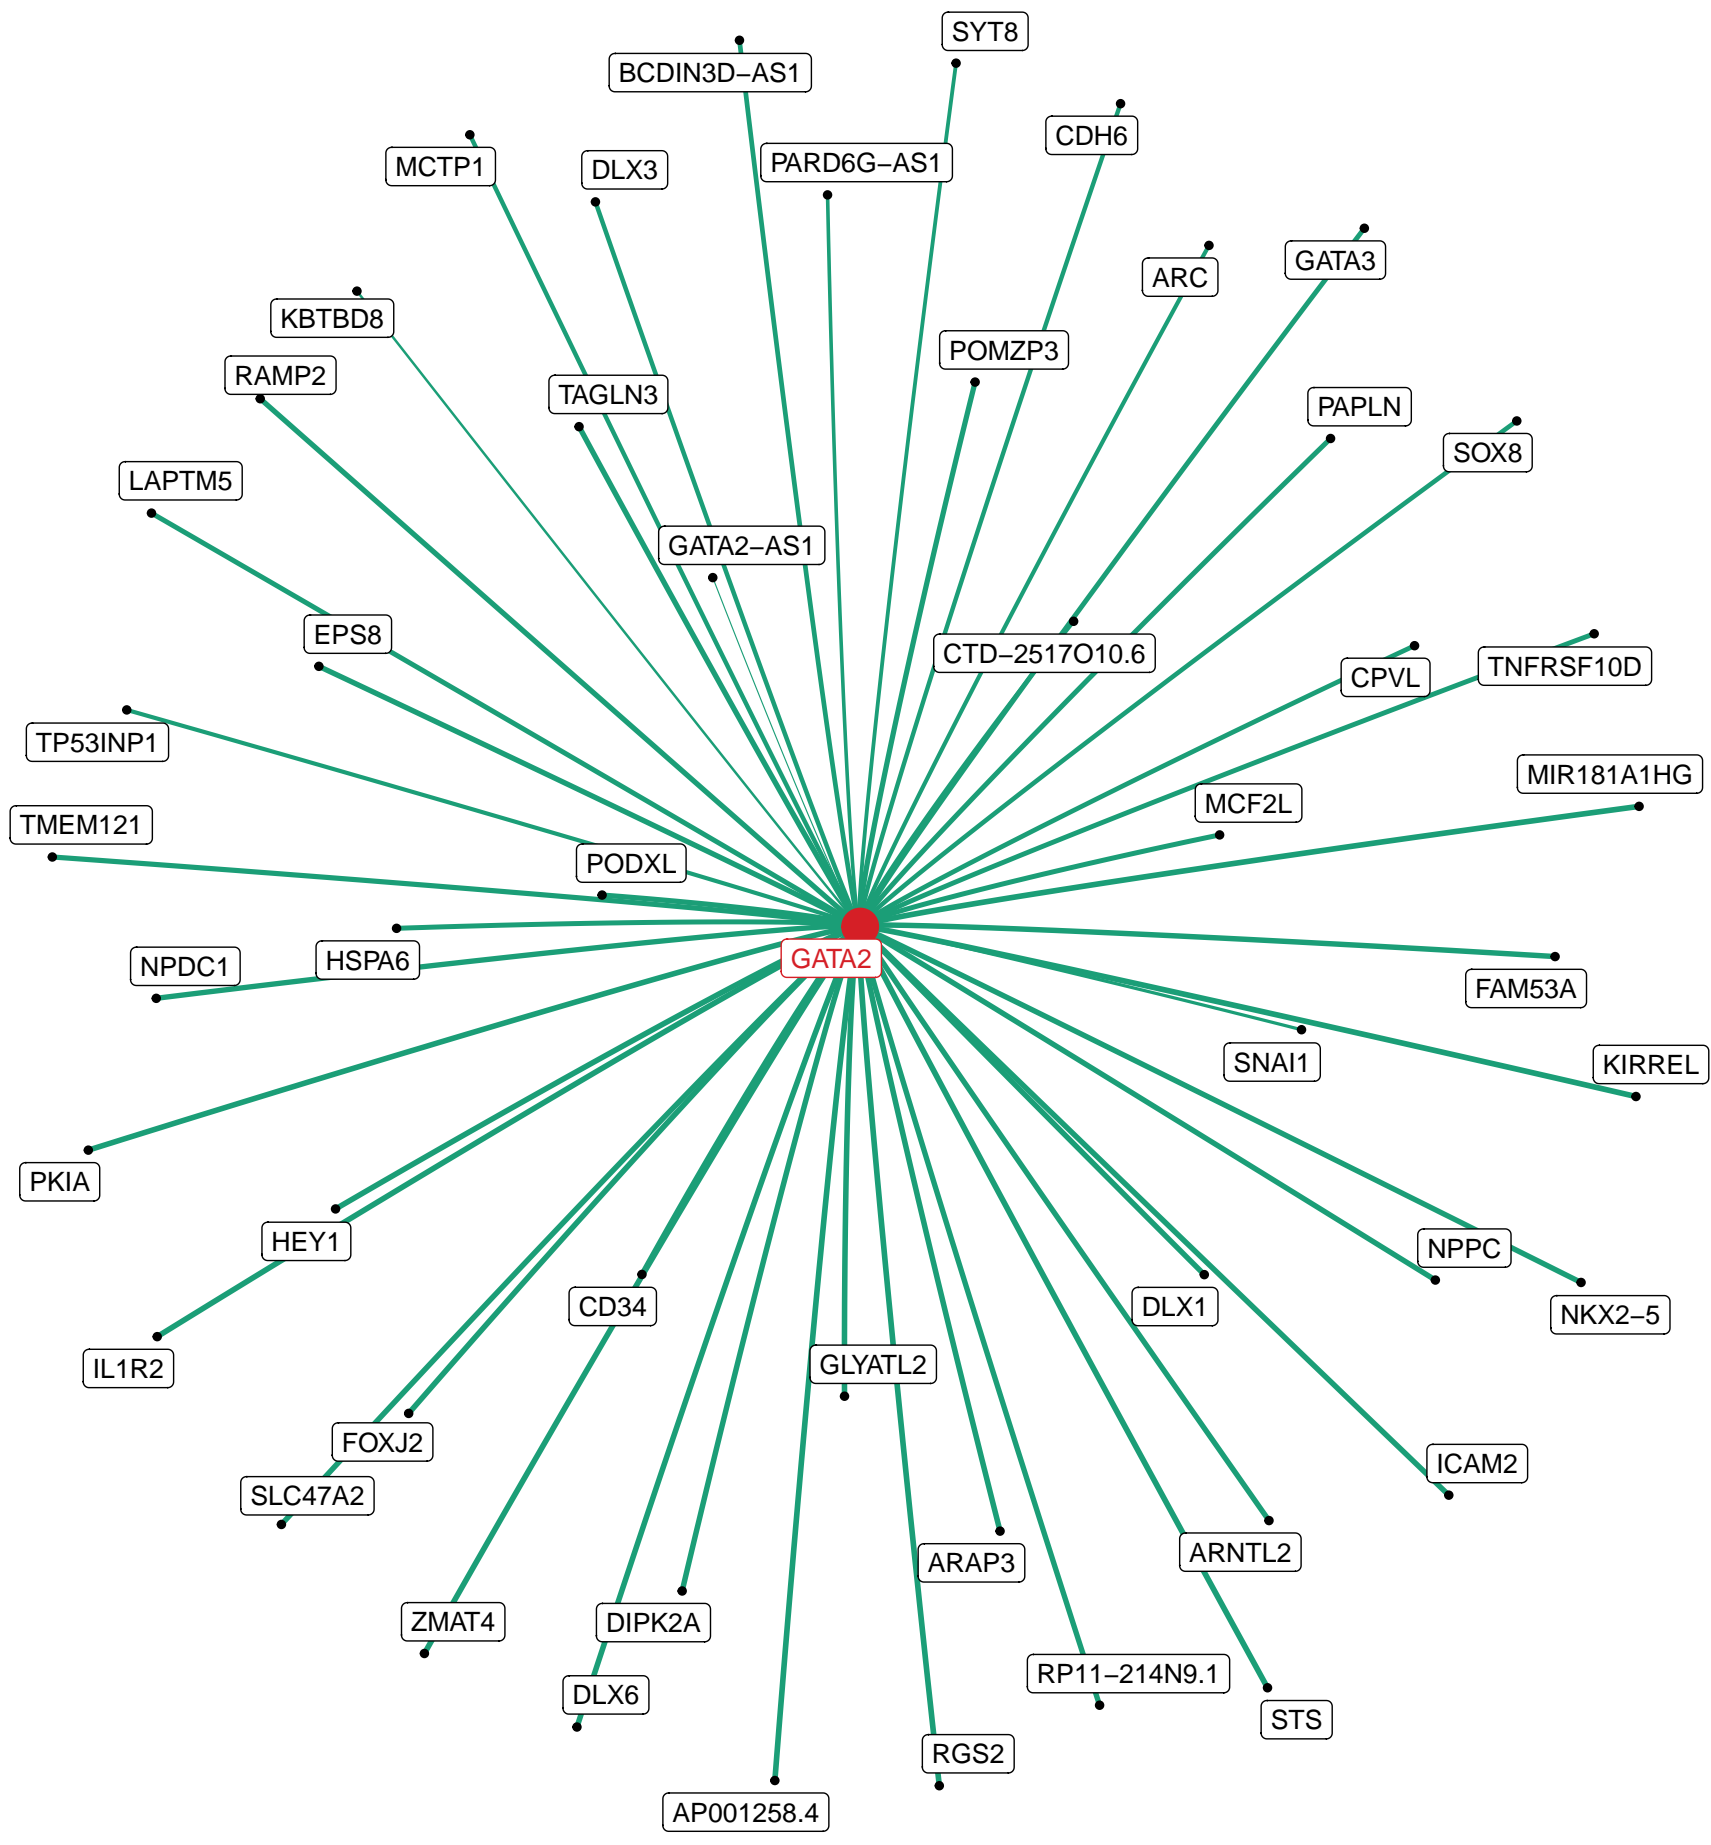 SYT8
BCDIN3D−AS1
CDH6
MCTP1
DLX3
PARD6G−AS1
GATA3
ARC
KBTBD8
POMZP3
RAMP2
TAGLN3
PAPLN
SOX8
LAPTM5
GATA2−AS1
EPS8
CTD−2517O10.6
TNFRSF10D
CPVL
TP53INP1
MIR181A1HG
MCF2L
TMEM121
PODXL
GATA2
HSPA6
NPDC1
FAM53A
SNAI1
KIRREL
PKIA
HEY1
NPPC
CD34
DLX1
NKX2−5
IL1R2
GLYATL2
FOXJ2
ICAM2
SLC47A2
ARNTL2
ARAP3
ZMAT4
DIPK2A
RP11−214N9.1
DLX6
STS
RGS2
AP001258.4